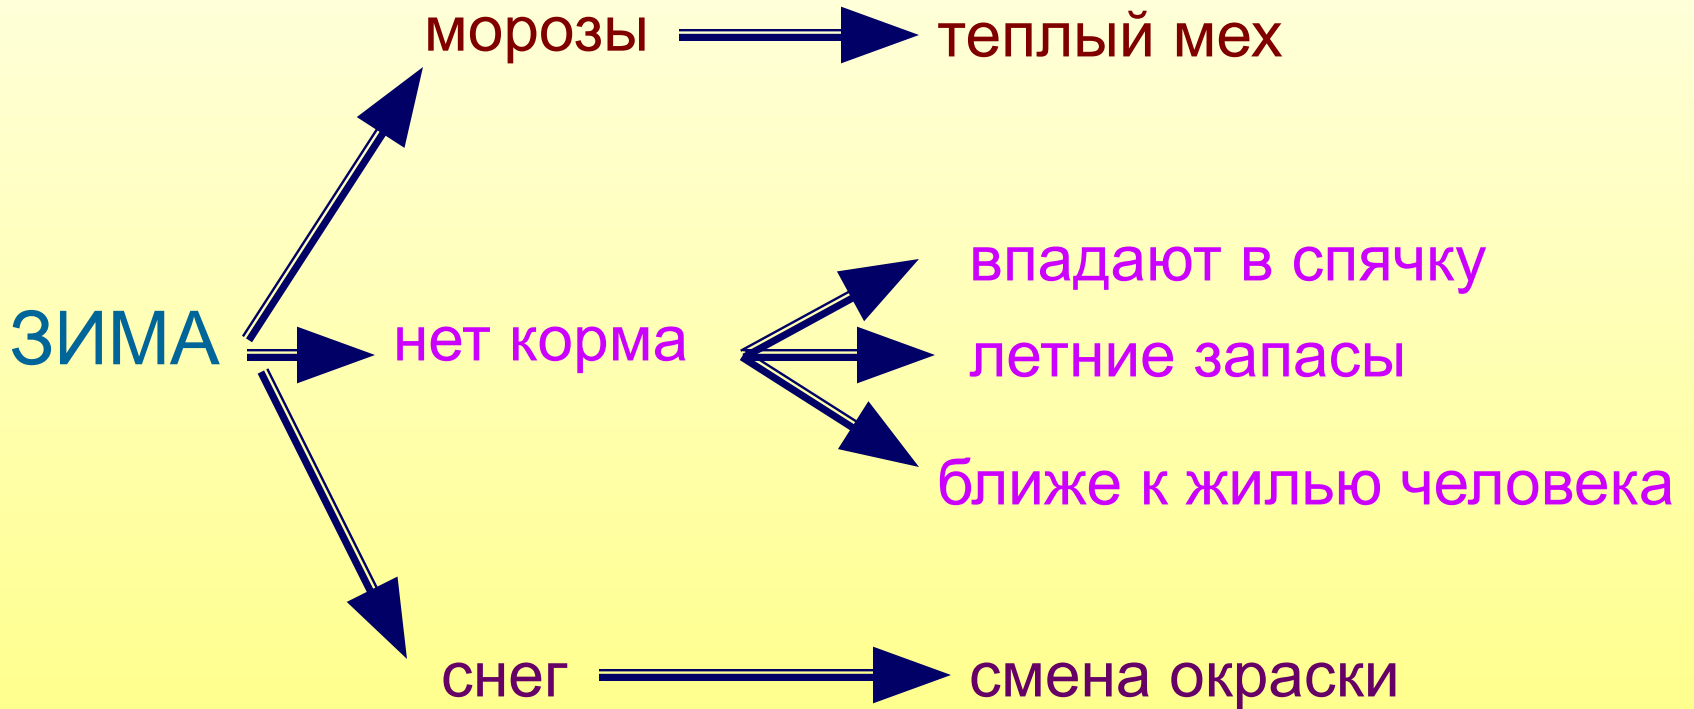 морозы
теплый мех
впадают в спячку
ЗИМА
нет корма
летние запасы
ближе к жилью человека
снег
смена окраски